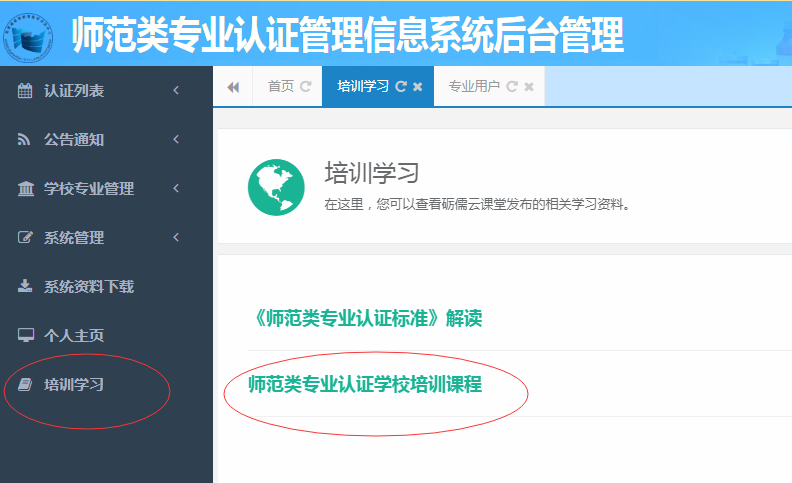 师范类专业认证管理信息系统后台管理
认证列表
公告通知
学校专业管理
系统管理
系统资料下载
个人主页
培训学习
首页 培训学习 专业用户
培训学习
在这里，您可以查看砺儒云课堂发布的相关学习资料。
《师范类专业认证标准》解读
师范类专业认证学校培训课程